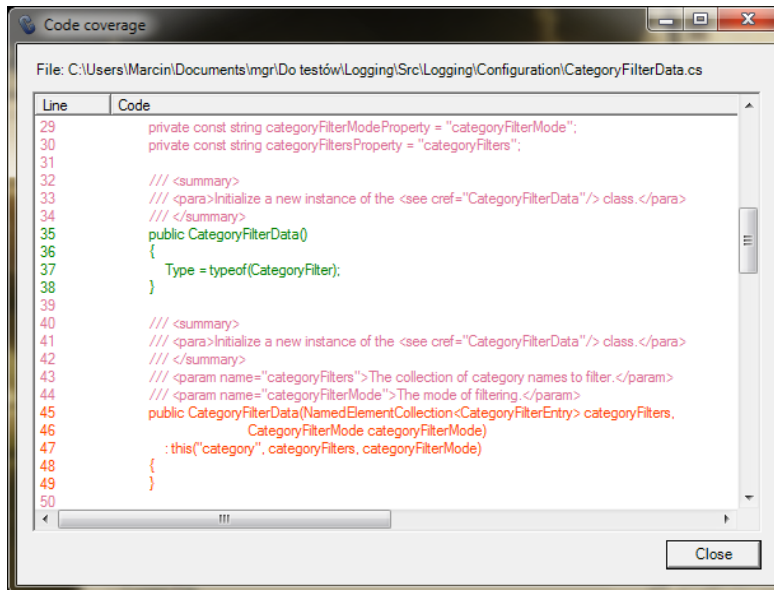 Code coverage
File: C:\Users\Marcin\Documents\mgr\Do testów\Logging\Src\Logging\Configuration\CategoryFilterData.cs
Line Code
29 private const string categoryFilterModeProperty = "categoryFilterMode";
30 private const string categoryFiltersProperty = "categoryFilters";
31
32 /// <summary>
33 /// <para>Initialize a new instance of the <see cref="CategoryFilterData"/> class.</para>
34 /// </summary>
35 public CategoryFilterData()
36 {
37 Type = typeof(CategoryFilter);
38 }
39
40 /// <summary>
41 /// <para>Initialize a new instance of the <see cref="CategoryFilterData"/> class.</para>
42 /// </summary>
43 /// <param name="categoryFilters">The collection of category names to filter.</param>
44 /// <param name="categoryFilterMode">The mode of filtering.</param>
45 public CategoryFilterData(NamedElementCollection<CategoryFilterEntry> categoryFilters,
46 CategoryFilterMode categoryFilterMode)
47 : this("category", categoryFilters, categoryFilterMode)
48 {
49 }
50
Close